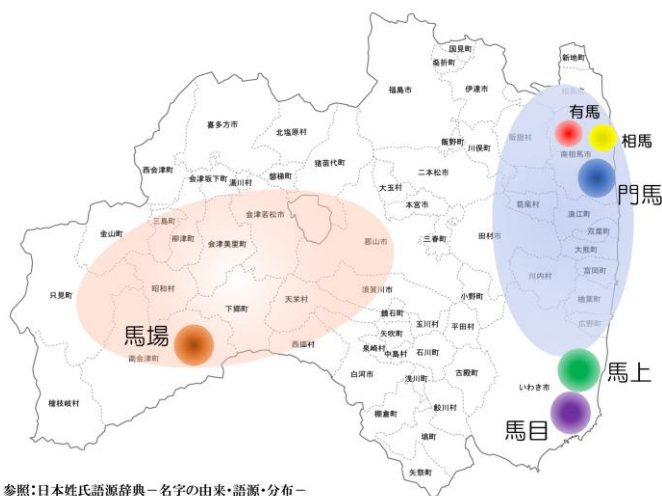 国見町
新地町
桑折町
相馬市
福島市
伊達市
有馬
相馬
喜多方市
北塩原村
飯野町
飯舘村
川俣町
南相馬市
猪苗代町
西会津町
磐梯町
会津坂下町
湯川村
二本松市
門馬
大玉村
葛尾村
浪江町
本宮市
会津若松市
三島町
双葉町
金山町
柳津町
会津美里町
郡山市
三春町
田村市
大熊町
富岡町
川内村
只見町
昭和村
須賀川市
天栄村
小野町
楢葉町
下郷町
鏡石町
玉川村
平田村
広野町
馬場
矢吹町
西郷村
泉崎村
中島村
石川町
南会津町
馬上
白河市
浅川町
古殿町
いわき市
檜枝岐村
棚倉町
鮫川村
馬目
塙町
矢祭町
参照:日本姓氏語源辞典－名字の由来・語源・分布－